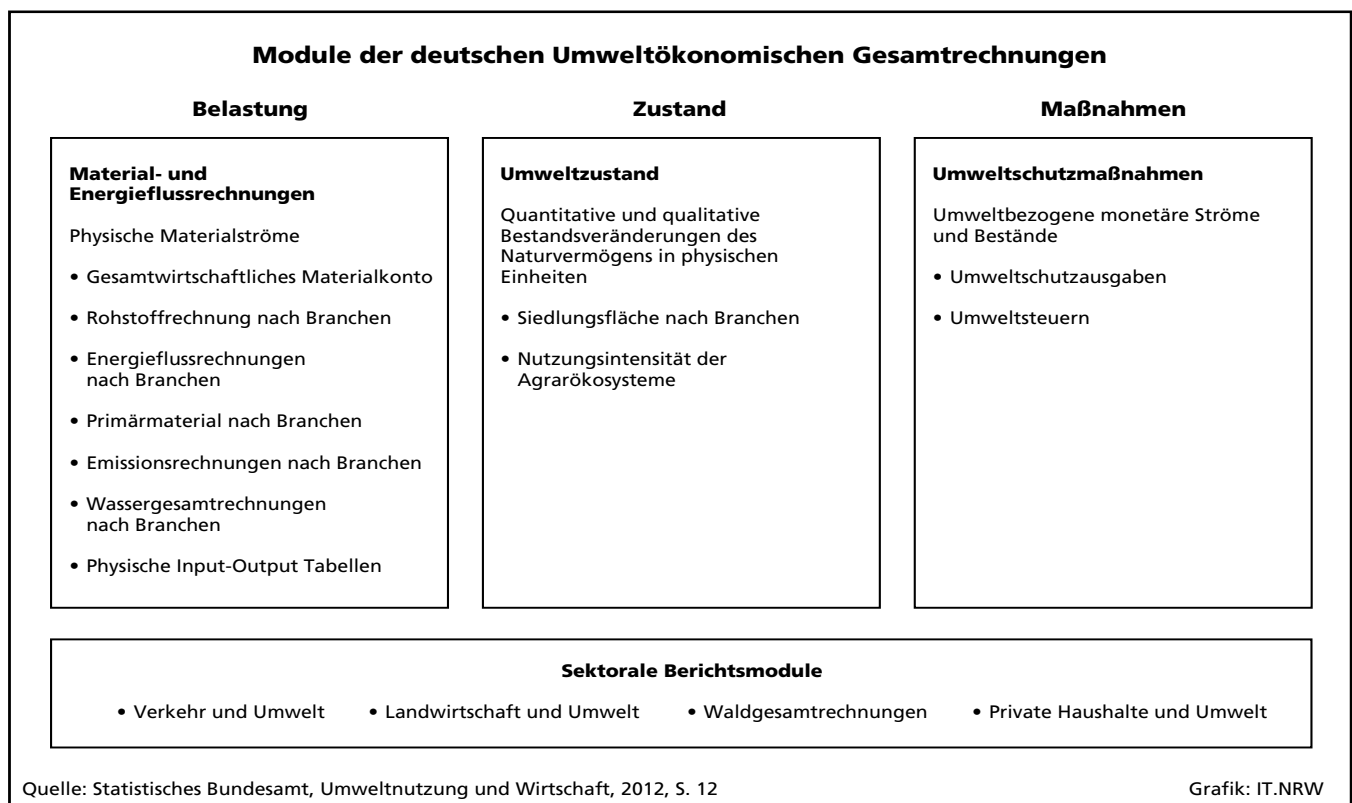 Module der deutschen Umweltökonomischen Gesamtrechnungen
Belastung
Material- und
Energieflussrechnungen
Physische Materialströme
• Gesamtwirtschaftliches Materialkonto
• Rohstoffrechnung nach Branchen
• Energieflussrechnungen
nach Branchen
• Primärmaterial nach Branchen
• Emissionsrechnungen nach Branchen
• Wassergesamtrechnungen
nach Branchen
• Physische Input-Output Tabellen
Zustand
Umweltzustand
Quantitative und qualitative
Bestandsveränderungen des
Naturvermögens in physischen
Einheiten
• Siedlungsfläche nach Branchen
• Nutzungsintensität der
Agrarökosysteme
Maßnahmen
Umweltschutzmaßnahmen
Umweltbezogene monetäre Ströme
und Bestände
• Umweltschutzausgaben
• Umweltsteuern
Sektorale Berichtsmodule
• Verkehr und Umwelt • Landwirtschaft und Umwelt • Waldgesamtrechnungen • Private Haushalte und Umwelt
Quelle: Statistisches Bundesamt, Umweltnutzung und Wirtschaft, 2012, S. 12 Grafik: IT.NRW